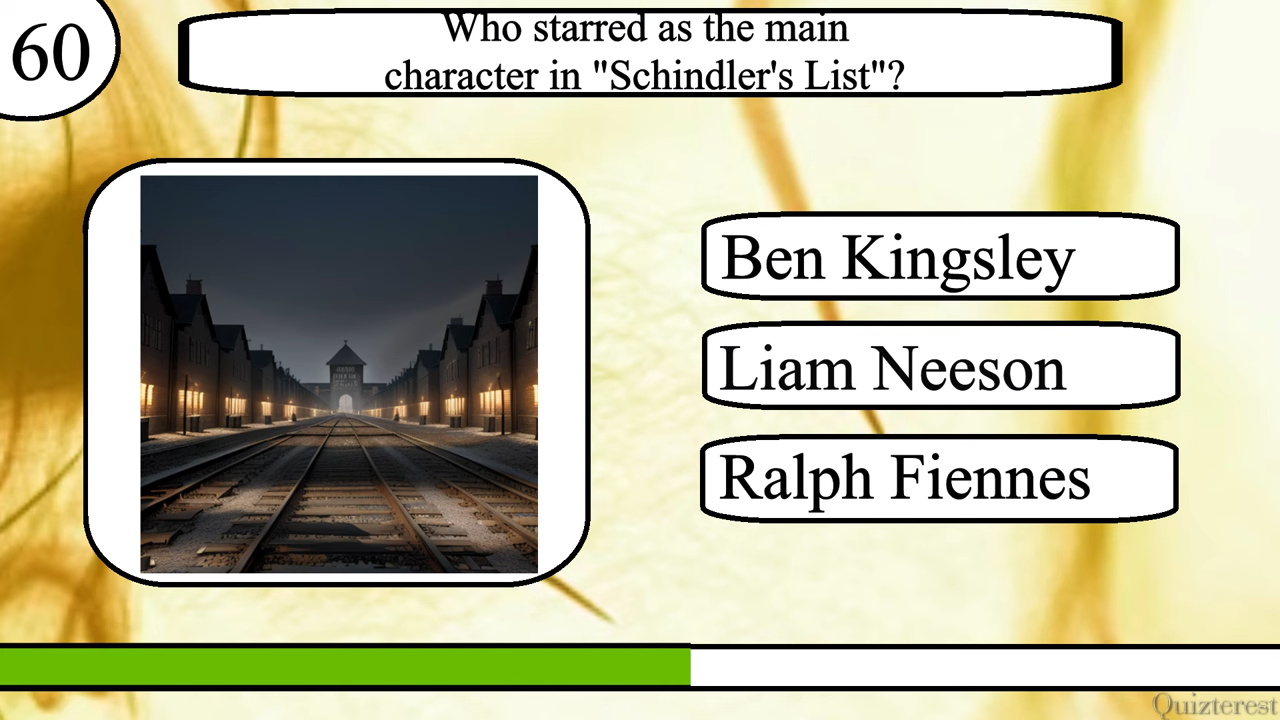 60
Who starred as the main
character in "Schindler's List"?
Ben Kingsley
Liam Neeson
Ralph Fiennes
Quizterest